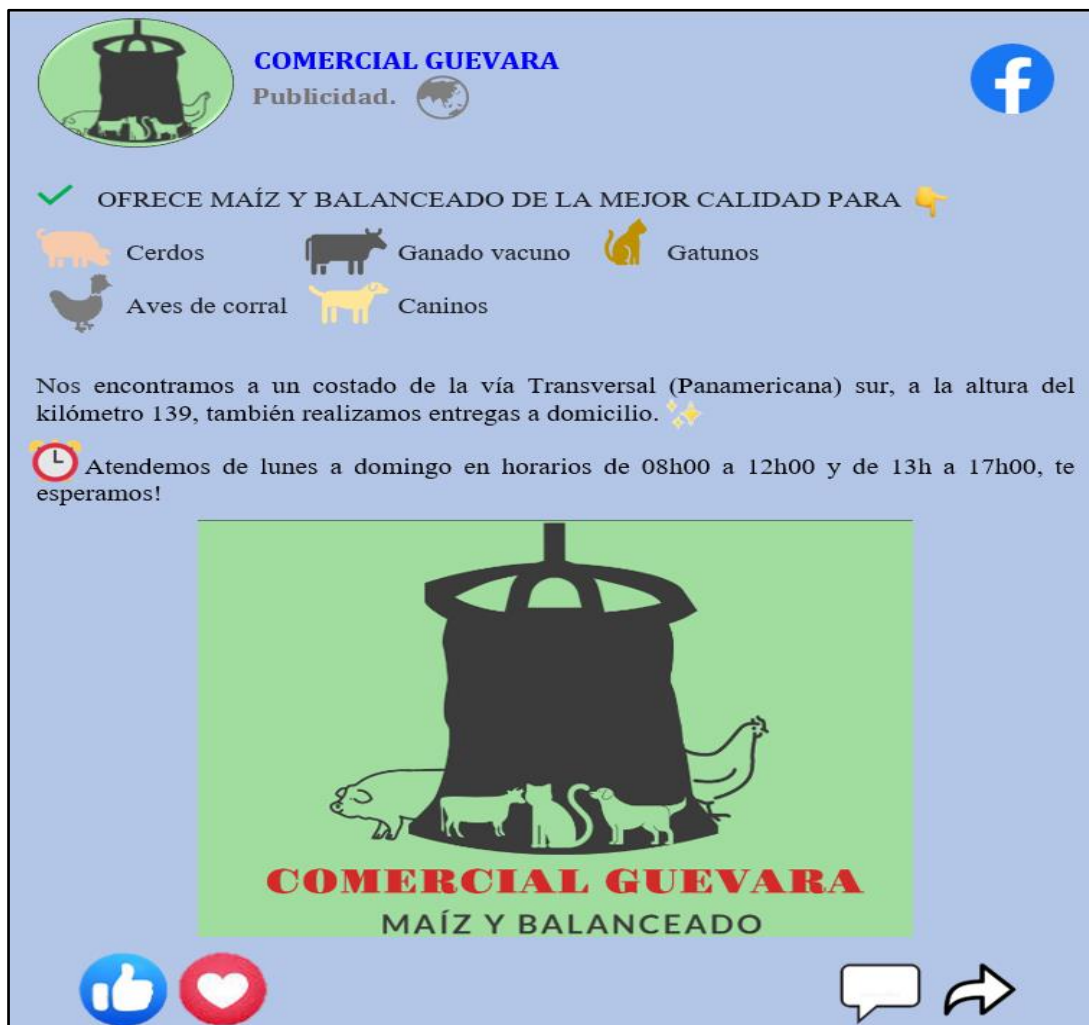 COMERCIAL GUEVARA
Publicidad.
OFRECE MAÍZ Y BALANCEADO DE LA MEJOR CALIDAD PARA
Cerdos Ganado vacuno Gatunos
Aves de corral Caninos
Nos encontramos a un costado de la vía Transversal (Panamericana) sur, a la altura del
kilómetro 139, también realizamos entregas a domicilio.
Atendemos de lunes a domingo en horarios de 08h00 a 12h00 y de 13h a 17h00, te
esperamos!
COMERCIAL GUEVARA
MAÍZ Y BALANCEADO